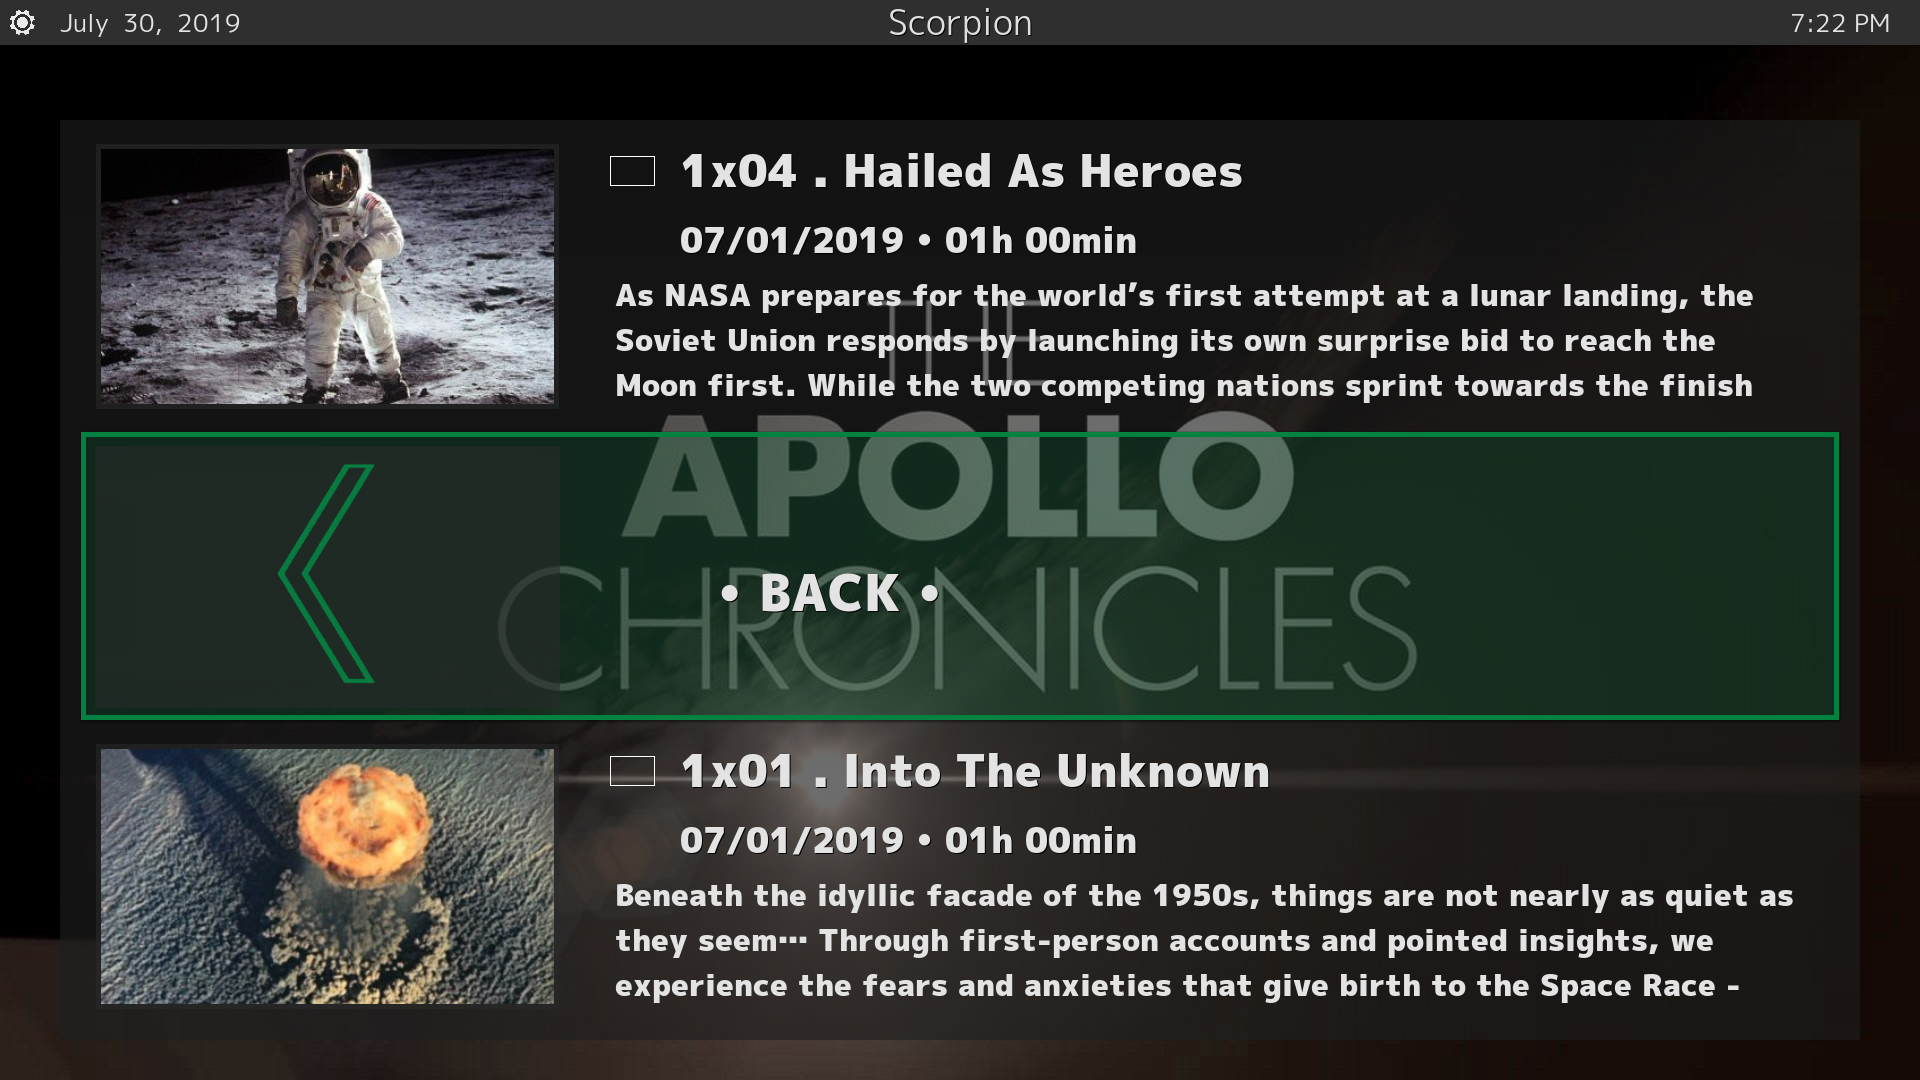 July 30, 2019
Scorpion
7:22 PM
1x04 . Hailed As Heroes
07/01/2019 • 01h 00min
As NASA prepares for the world's first attempt at a lunar landing, the
Soviet Union responds by launching its own surprise bid to reach the
Moon first. While the two competing nations sprint towards the finish
THE
APOLLO
CHRONICLES
• BACK •
1x01 . Into The Unknown
07/01/2019 • 01h 00min
Beneath the idyllic facade of the 1950s, things are not nearly as quiet as
they seem… Through first-person accounts and pointed insights, we
experience the fears and anxieties that give birth to the Space Race -